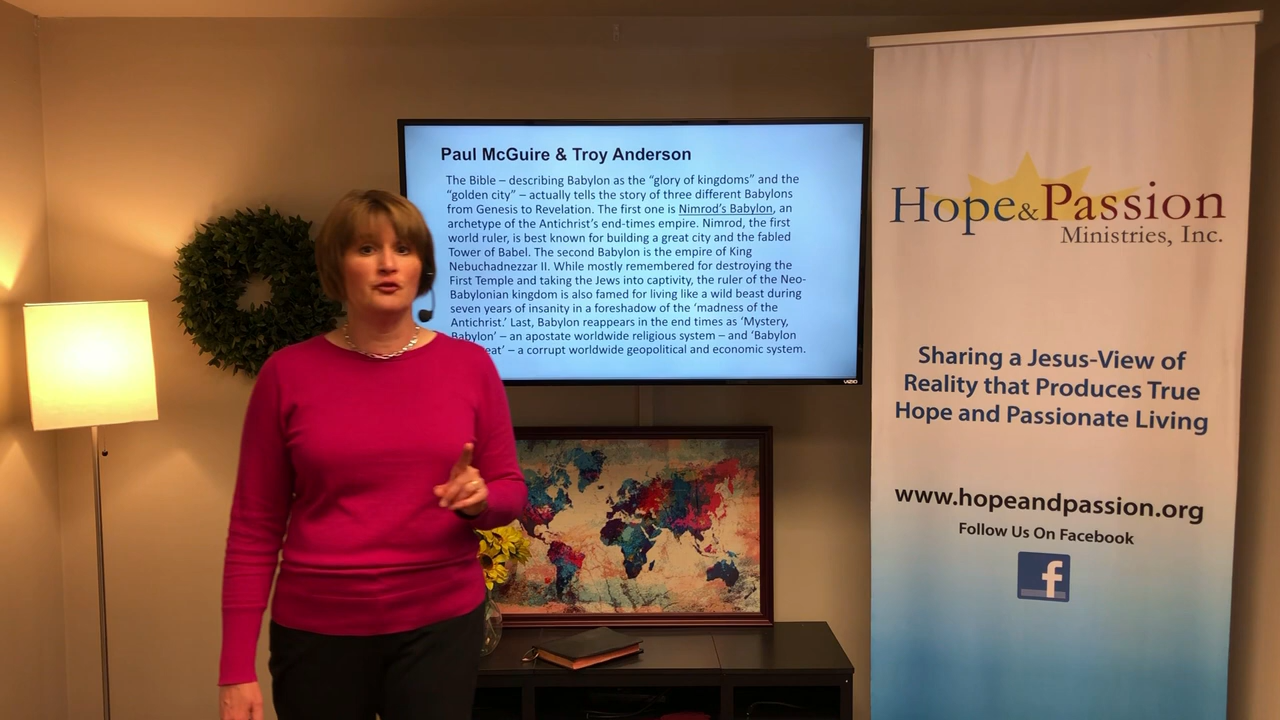 Paul McGuire & Troy Anderson
The Bible – describing Babylon as the “glory of kingdoms” and the
“golden city” – actually tells the story of three different Babylons
from Genesis to Revelation. The first one is Nimrod’s Babylon, an
archetype of the Antichrist’s end-times empire. Nimrod, the first
world ruler, is best known for building a great city and the fabled
Tower of Babel. The second Babylon is the empire of King
Nebuchadnezzar II. While mostly remembered for destroying the
First Temple and taking the Jews into captivity, the ruler of the Neo-
Babylonian kingdom is also famed for living like a wild beast during
seven years of insanity in a foreshadow of the ‘madness of the
Antichrist.’ Last, Babylon reappears in the end times as ‘Mystery,
Babylon’ – an apostate worldwide religious system – and ‘Babylon
eat’ – a corrupt worldwide geopolitical and economic system.
VIZIO
Hope&Passion
Ministries, Inc.
Sharing a Jesus-View of
Reality that Produces True
Hope and Passionate Living
www.hopeandpassion.org
Follow Us On Facebook
f